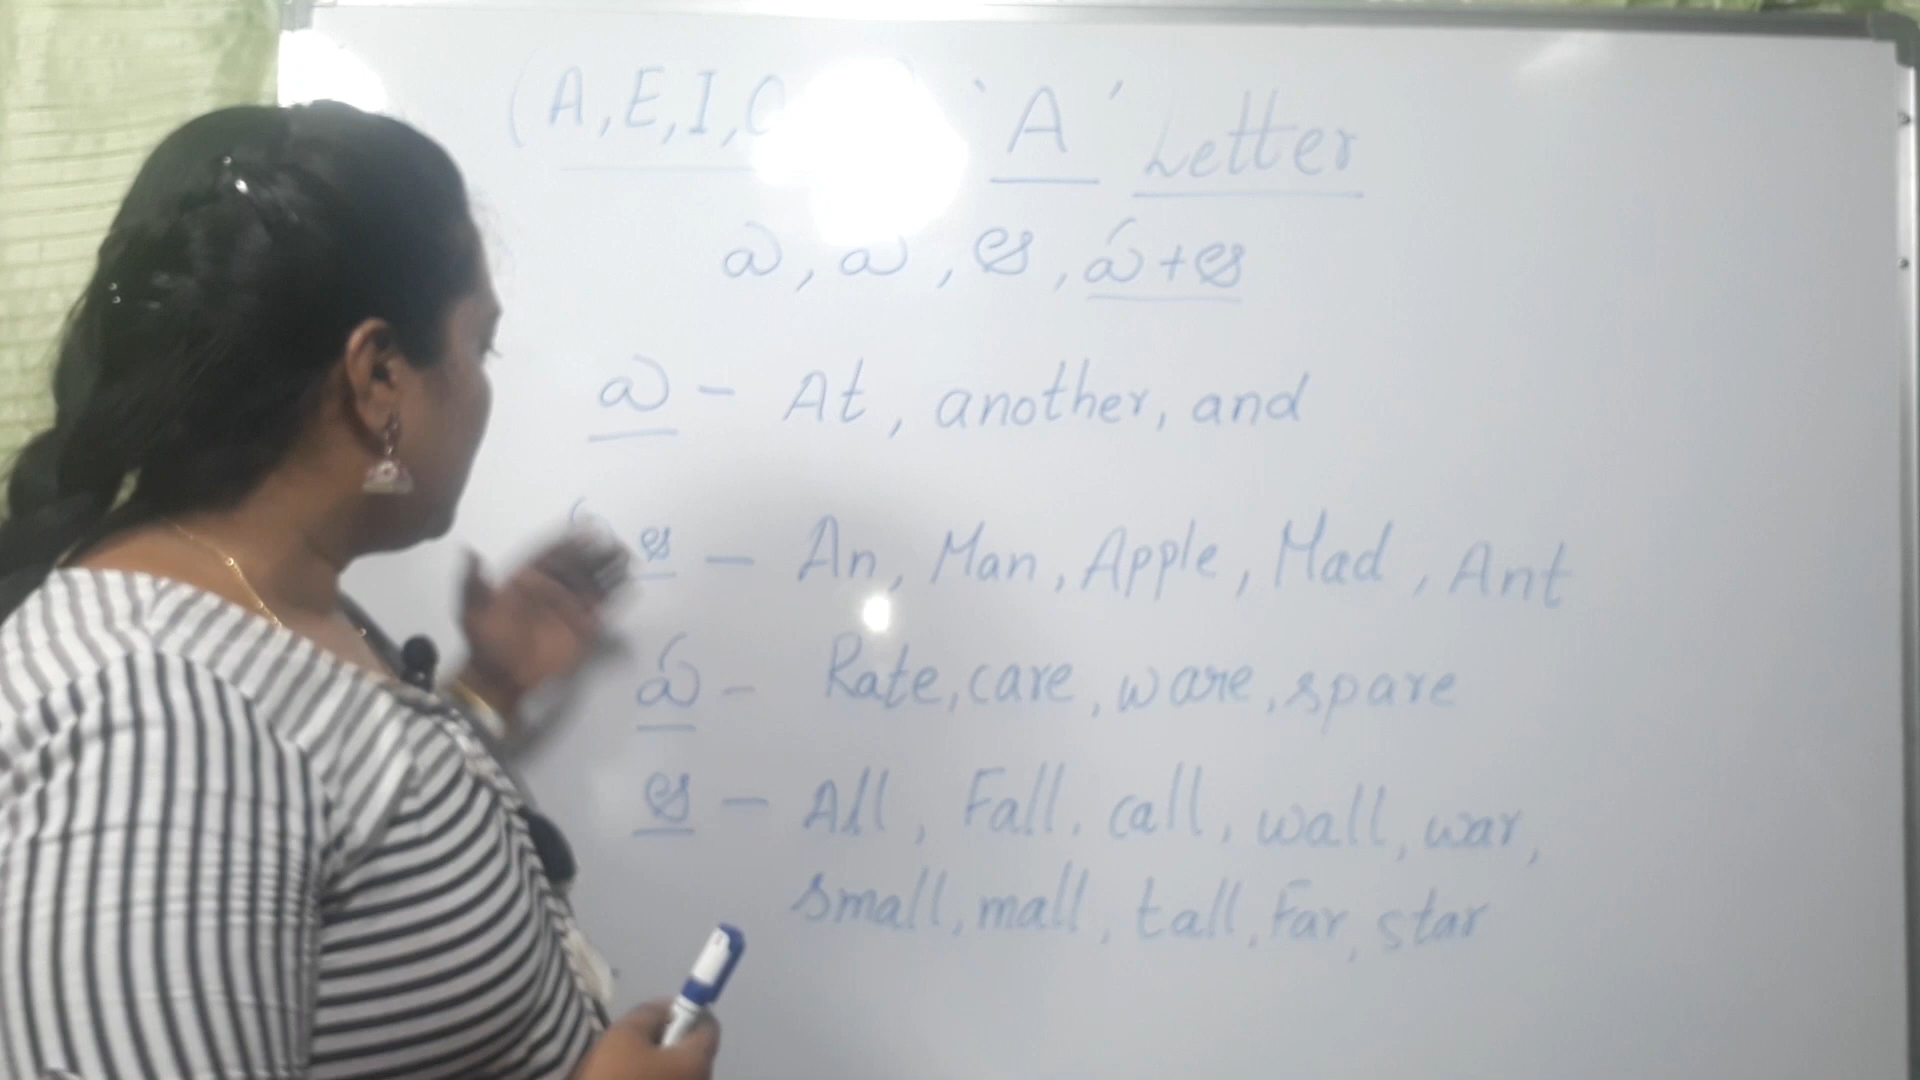 (A, E, I, 'A' Letter
ఎ, , ఆ, ఏ+ఆ
ఎ - At, another, and
ఆ - An, Man, Apple, Mad, Ant
ఏ - Rate, care, ware, spare
ఆ - All, Fall, call, wall, war,
small, mall, tall, Far, star